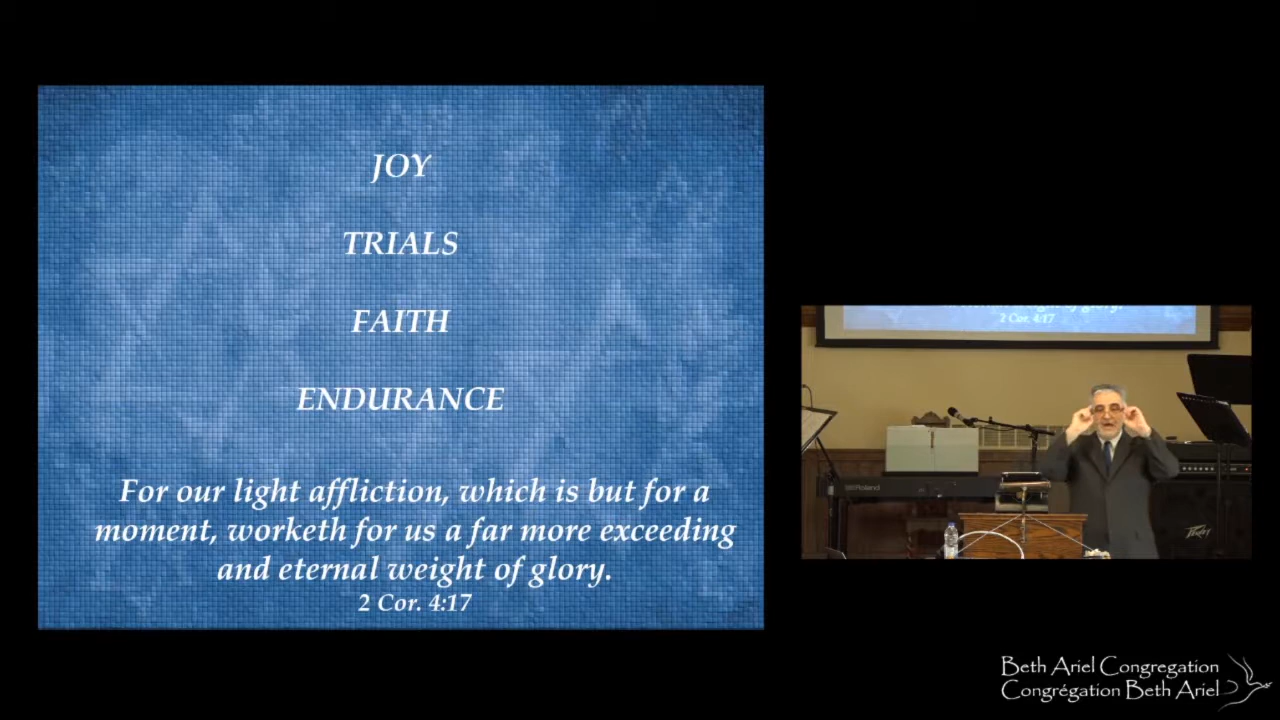 JOY
TRIALS
FAITH
ENDURANCE
For our light affliction, which is but for a
moment, worketh for us a far more exceeding
and eternal weight of glory.
2 Cor. 4:17
2 Cor. 4:17
Roland
Peavey
Beth Ariel Congregation
Congrégation Beth Ariel